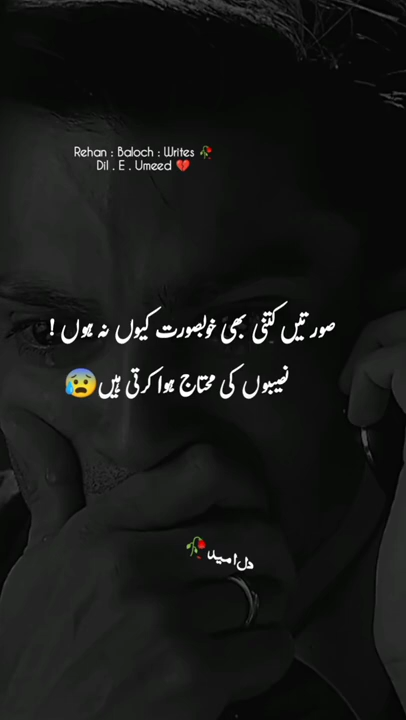 Rehan : Baloch : Writes 🥀
Dil . E . Umeed 💔
صورتیں کتنی بھی خوبصورت کیوں نہ ہوں !
نصیبوں کی محتاج ہوا کرتی ہیں😰
دل امید🥀